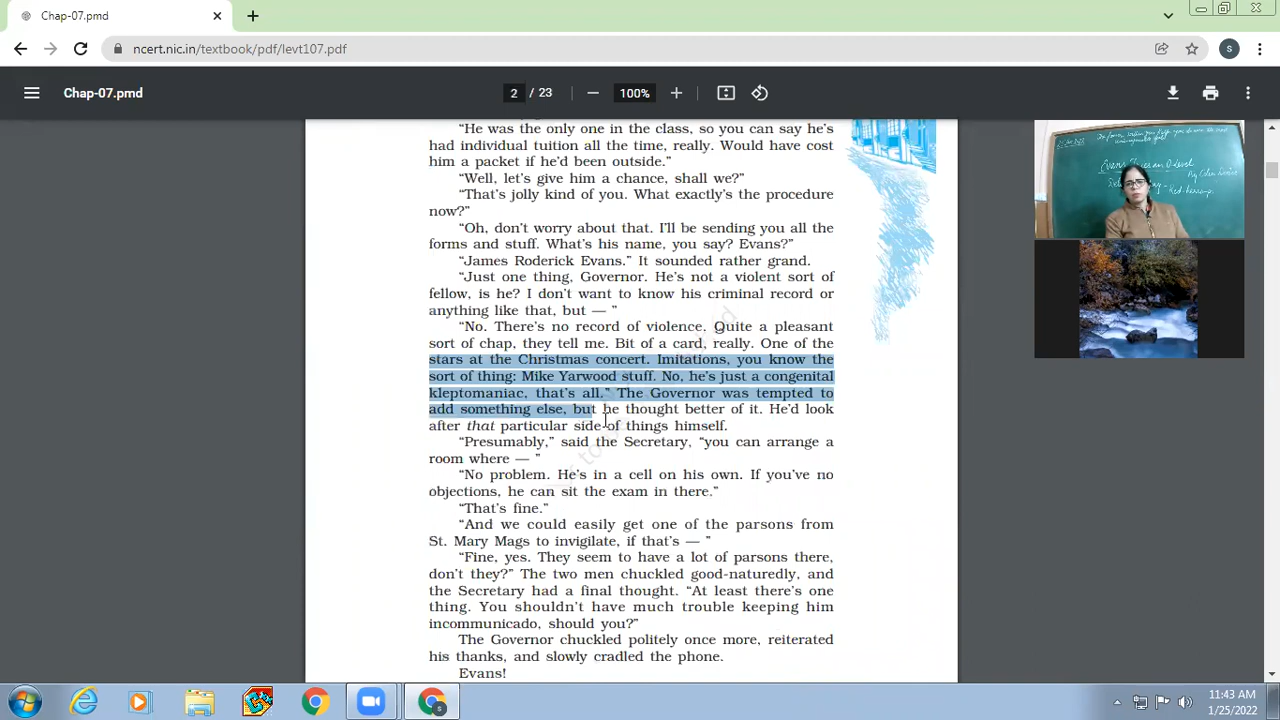 Chap-07.pmd
ncert.nic.in/textbook/pdf/levt107.pdf
S
Chap-07.pmd
2 / 23
100%
“He was the only one in the class, so you can say he’s
had individual tuition all the time, really. Would have cost
him a packet if he’d been outside.”
“Well, let’s give him a chance, shall we?”
“That’s jolly kind of you. What exactly’s the procedure
now?”
“Oh, don’t worry about that. I’ll be sending you all the
forms and stuff. What’s his name, you say? Evans?”
“James Roderick Evans.” It sounded rather grand.
“Just one thing, Governor. He’s not a violent sort of
fellow, is he? I don’t want to know his criminal record or
anything like that, but — ”
“No. There’s no record of violence. Quite a pleasant
sort of chap, they tell me. Bit of a card, really. One of the
stars at the Christmas concert. Imitations, you know the
sort of thing: Mike Yarwood stuff. No, he’s just a congenital
kleptomaniac, that’s all.” The Governor was tempted to
add something else, but he thought better of it. He’d look
after that particular side of things himself.
“Presumably,” said the Secretary, “you can arrange a
room where — ”
“No problem. He’s in a cell on his own. If you’ve no
objections, he can sit the exam in there.”
“That’s fine.”
“And we could easily get one of the parsons from
St. Mary Mags to invigilate, if that’s — ”
“Fine, yes. They seem to have a lot of parsons there,
don’t they?” The two men chuckled good-naturedly, and
the Secretary had a final thought. “At least there’s one
thing. You shouldn’t have much trouble keeping him
incommunicado, should you?”
The Governor chuckled politely once more, reiterated
his thanks, and slowly cradled the phone.
Evans!
11:43 AM
1/25/2022